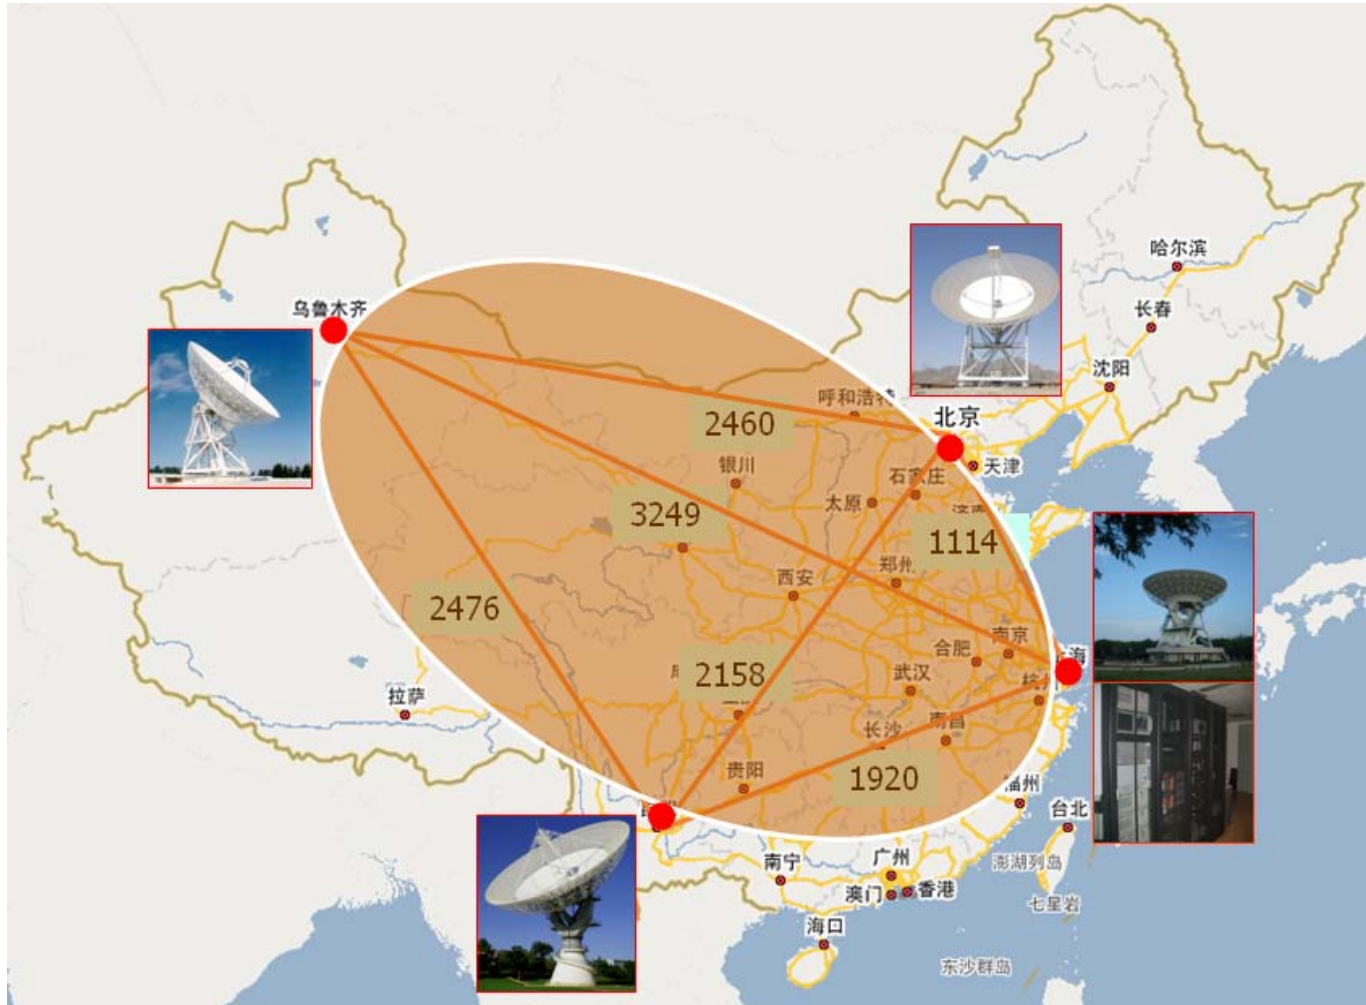 哈尔滨
乌鲁木齐
长春
沈阳
呼和浩特
北京
2460
银川
天津
石家庄
太原
3249
1114
郑州
西安
2476
南京
合肥
2158
武汉
杭州
拉萨
长沙
南昌
贵阳
1920
福州
台北
南宁
广州
澎湖列岛
澳门
香港
七星岩
海口
东沙群岛